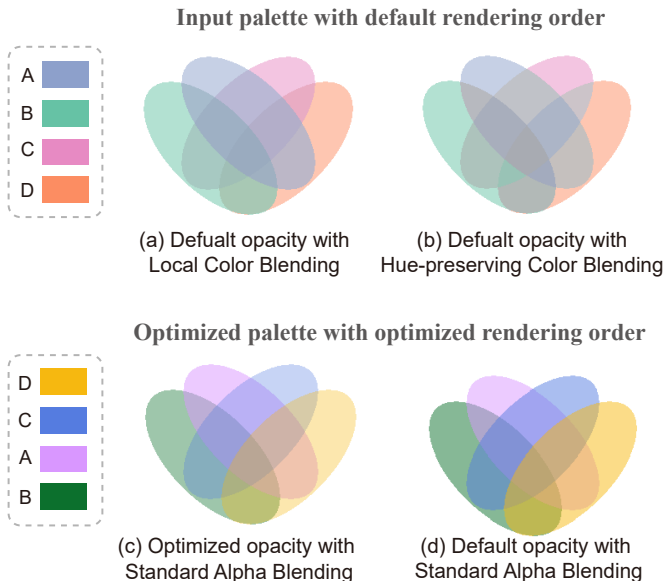 Input palette with default rendering order
A
B
C
D
(a) Defualt opacity with
Local Color Blending
(b) Defualt opacity with
Hue-preserving Color Blending
Optimized palette with optimized rendering order
D
C
A
B
(c) Optimized opacity with
Standard Alpha Blending
(d) Default opacity with
Standard Alpha Blending